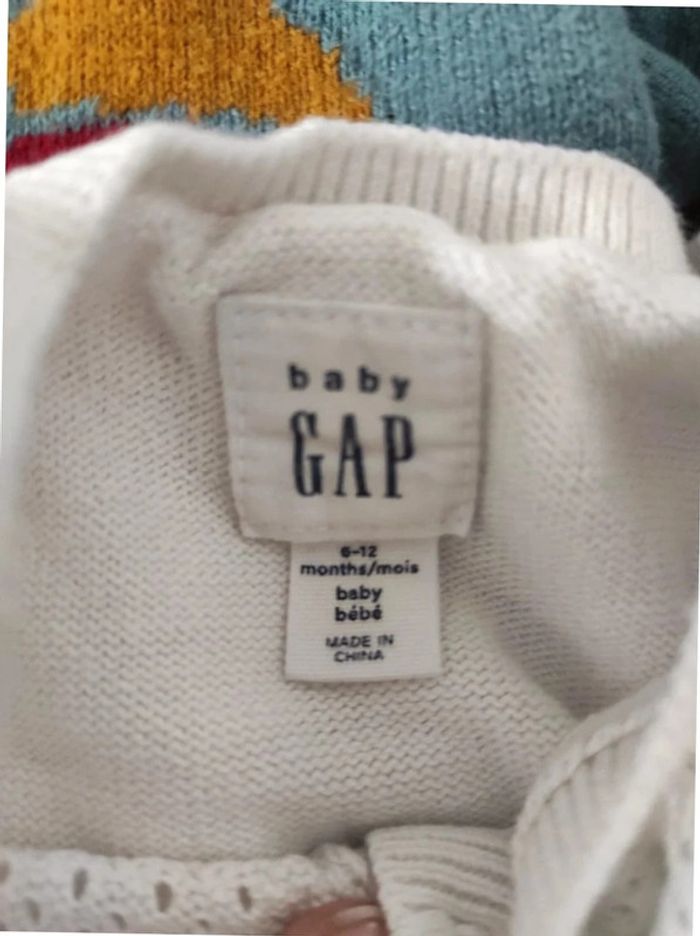 baby
GAP
6-12
months/mois
baby
bébé
MADE IN
CHINA